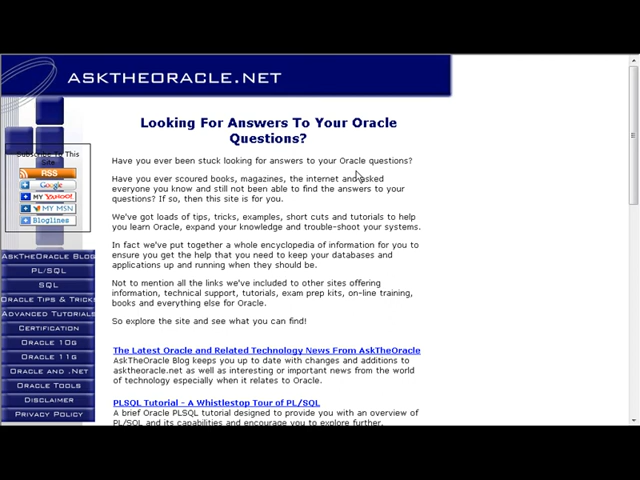 ASKTHEORACLE.NET
Subscribe To This
Site
RSS
Google
MY YAHOO!
MY MSN
Bloglines
ASKTHEORACLE BLOG
PL/SQL
SQL
ORACLE TIPS & TRICKS
ADVANCED TUTORIALS
CERTIFICATION
ORACLE 10G
ORACLE 11G
ORACLE AND .NET
ORACLE TOOLS
DISCLAIMER
PRIVACY POLICY
Looking For Answers To Your Oracle
Questions?
Have you ever been stuck looking for answers to your Oracle questions?
Have you ever scoured books, magazines, the internet and asked
everyone you know and still not been able to find the answers to your
questions? If so, then this site is for you.
We've got loads of tips, tricks, examples, short cuts and tutorials to help
you learn Oracle, expand your knowledge and trouble-shoot your systems.
In fact we've put together a whole encyclopedia of information for you to
ensure you get the help that you need to keep your databases and
applications up and running when they should be.
Not to mention all the links we've included to other sites offering
information, technical support, tutorials, exam prep kits, on-line training,
books and everything else for Oracle.
So explore the site and see what you can find!
The Latest Oracle and Related Technology News From AskTheOracle
AskTheOracle Blog keeps you up to date with changes and additions to
asktheoracle.net as well as interesting or important news from the world
of technology especially when it relates to Oracle.
PLSQL Tutorial - A Whistlestop Tour of PL/SQL
A brief Oracle PLSQL tutorial designed to provide you with an overview of
PL/SQL and its capabilities and encourage you to explore further.